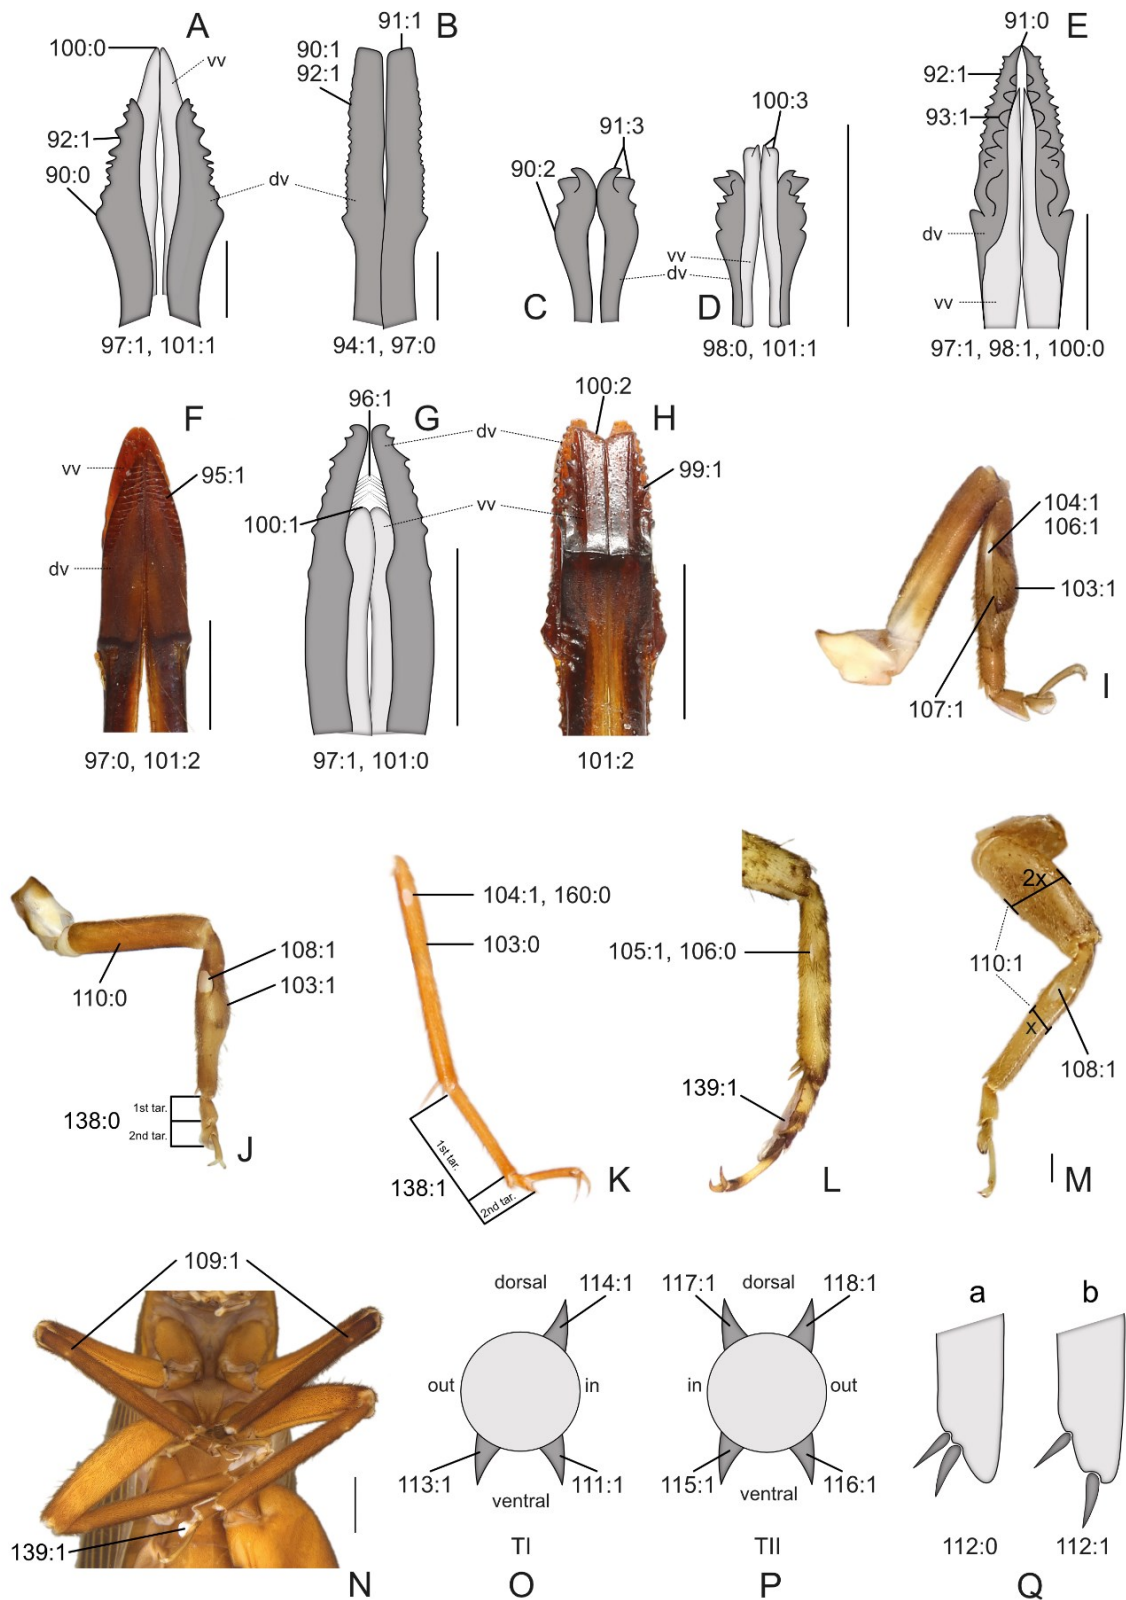 A
B
E
91:1
91:0
100:0
vv
90:1
92:1
92:1
93:1
100:3
91:3
92:1
90:0
90:2
dv
vv
dv
dv
vv
C
D
97:1, 101:1
94:1, 97:0
98:0, 101:1
97:1, 98:1, 100:0
F
96:1
G
100:2
H
dv
vv
95:1
99:1
100:1
vv
dv
104:1
106:1
103:1
107:1
I
97:0, 101:2
97:1, 101:0
101:2
104:1, 160:0
103:0
105:1, 106:0
2x
110:1
x
108:1
108:1
103:1
110:0
138:0
1st tar.
2nd tar.
J
139:1
1st tar.
138:1
2nd tar.
K
L
M
109:1
dorsal
114:1
117:1
dorsal
118:1
a
b
out
in
in
out
113:1
111:1
115:1
116:1
ventral
ventral
139:1
TI
TII
112:0
112:1
N
O
P
Q